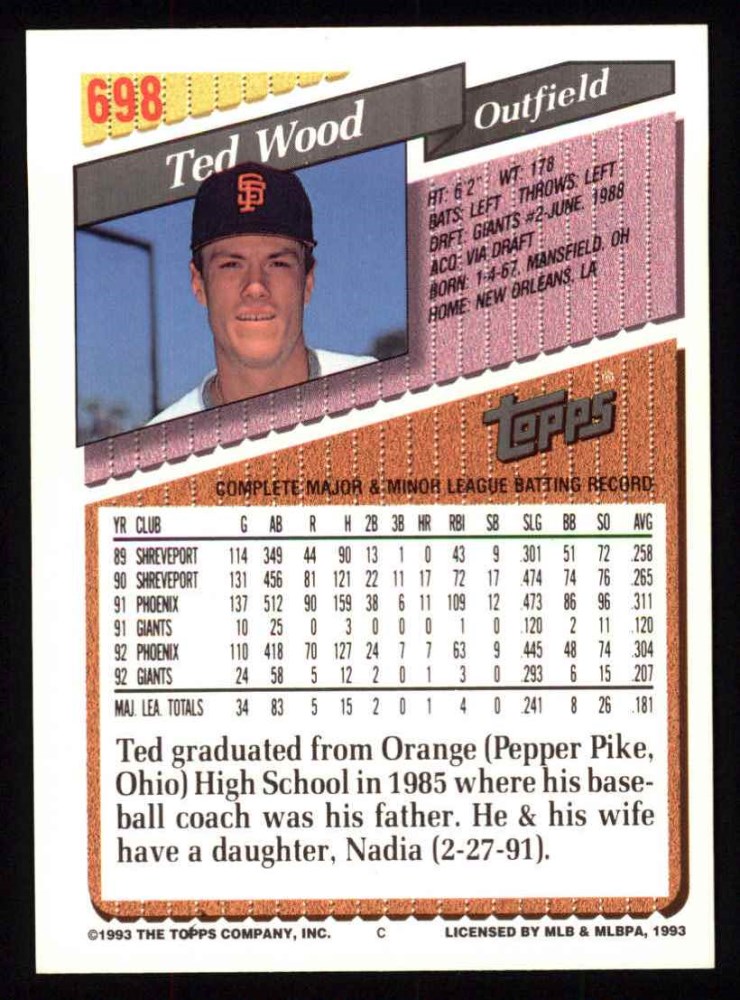 698
Ted Wood
Outfield
SF
HT: 6'2" WT: 178
BATS: LEFT THROWS: LEFT
DRFT: GIANTS #2-JUNE, 1988
ACQ: VIA DRAFT
BORN: 1-4-67, MANSFIELD, OH
HOME: NEW ORLEANS, LA
topps
COMPLETE MAJOR & MINOR LEAGUE BATTING RECORD
YR CLUB G AB R H 2B 3B HR RBI SB SLG BB SO AVG
89 SHREVEPORT 114 349 44 90 13 1 0 43 9 .301 51 72 .258
90 SHREVEPORT 131 456 81 121 22 11 17 72 17 .474 74 76 .265
91 PHOENIX 137 512 90 159 38 6 11 109 12 .473 86 96 .311
91 GIANTS 10 25 0 3 0 0 0 1 0 .120 2 11 .120
92 PHOENIX 110 418 70 127 24 7 7 63 9 .445 48 74 .304
92 GIANTS 24 58 5 12 2 0 1 3 0 .293 6 15 .207
MAJ. LEA. TOTALS 34 83 5 15 2 0 1 4 0 .241 8 26 .181
Ted graduated from Orange (Pepper Pike,
Ohio) High School in 1985 where his base-
ball coach was his father. He & his wife
have a daughter, Nadia (2-27-91).
©1993 THE TOPPS COMPANY, INC. C LICENSED BY MLB & MLBPA, 1993